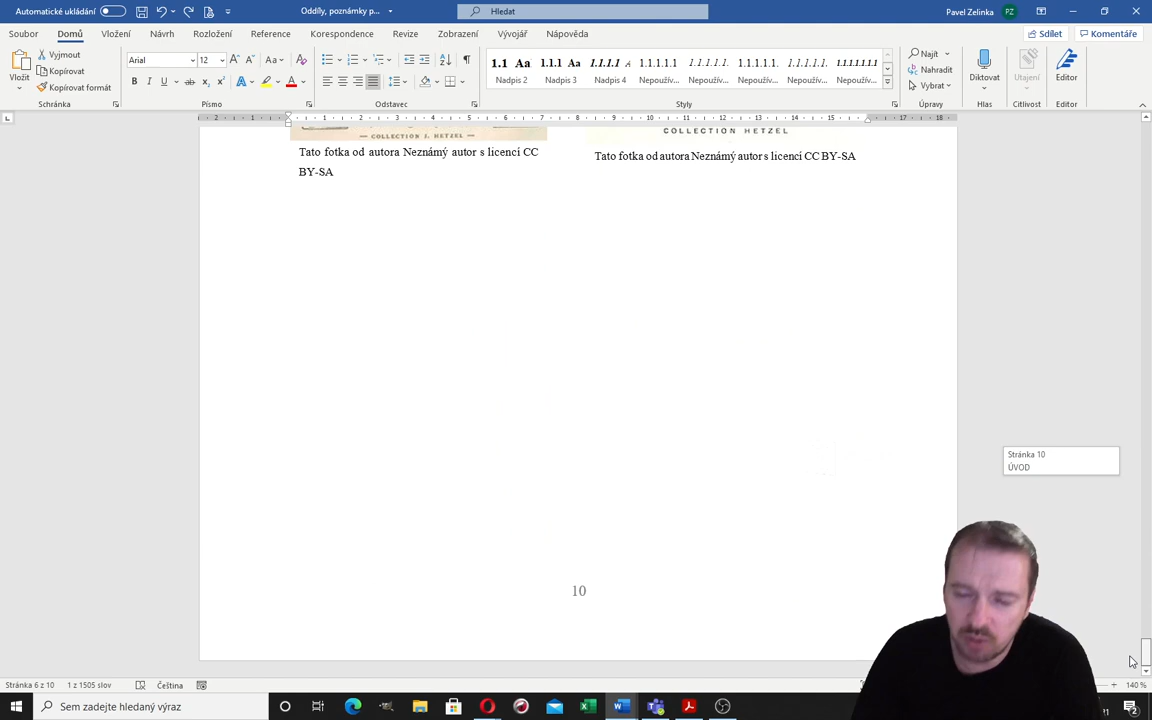 Automatické ukládání
Oddíly, poznámky p...
Hledat
Pavel Zelinka
PZ
Soubor
Domů
Vložení
Návrh
Rozložení
Reference
Korespondence
Revize
Zobrazení
Vývojář
Nápověda
Sdílet
Komentáře
Vložit
Vyjmout
Kopírovat
Kopírovat formát
Schránka
Arial
12
Písmo
Odstavec
1.1 Aa
1.1.1 Aa
1.1.1.1 A
1.1.1.1.1
1.1.1.1.1.
1.1.1.1.1.
1.1.1.1.1.
1.1.1.1.1.1
Nadpis 2
Nadpis 3
Nadpis 4
Nepoužív...
Nepoužív...
Nepoužív...
Nepoužív...
Nepoužív...
Styly
Najít
Nahradit
Vybrat
Úpravy
Diktovat
Hlas
Utajení
Citlivost
Editor
Editor
COLLECTION J. HETZEL
COLLECTION HETZEL
Tato fotka od autora Neznámý autor s licencí CC
BY-SA
Tato fotka od autora Neznámý autor s licencí CC BY-SA
Stránka 10
ÚVOD
10
Stránka 6 z 10
1 z 1505 slov
Čeština
140 %
Sem zadejte hledaný výraz